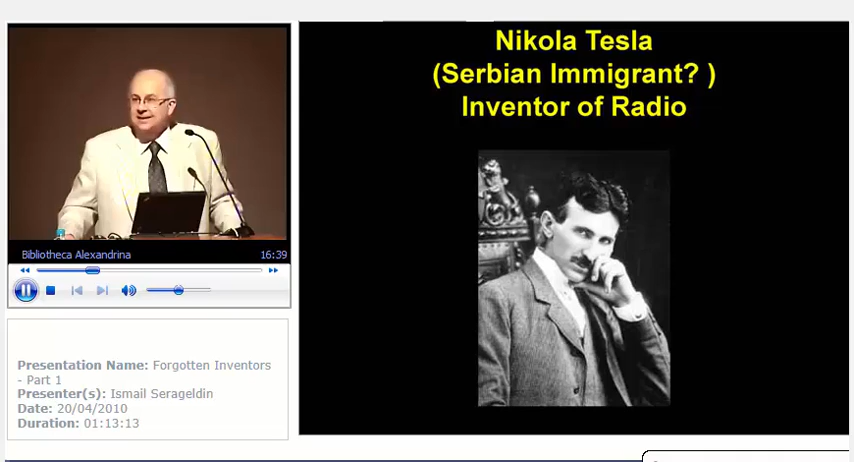 Nikola Tesla
(Serbian Immigrant? )
Inventor of Radio
Bibliotheca Alexandrina
16:39
Presentation Name: Forgotten Inventors
- Part 1
Presenter(s): Ismail Serageldin
Date: 20/04/2010
Duration: 01:13:13